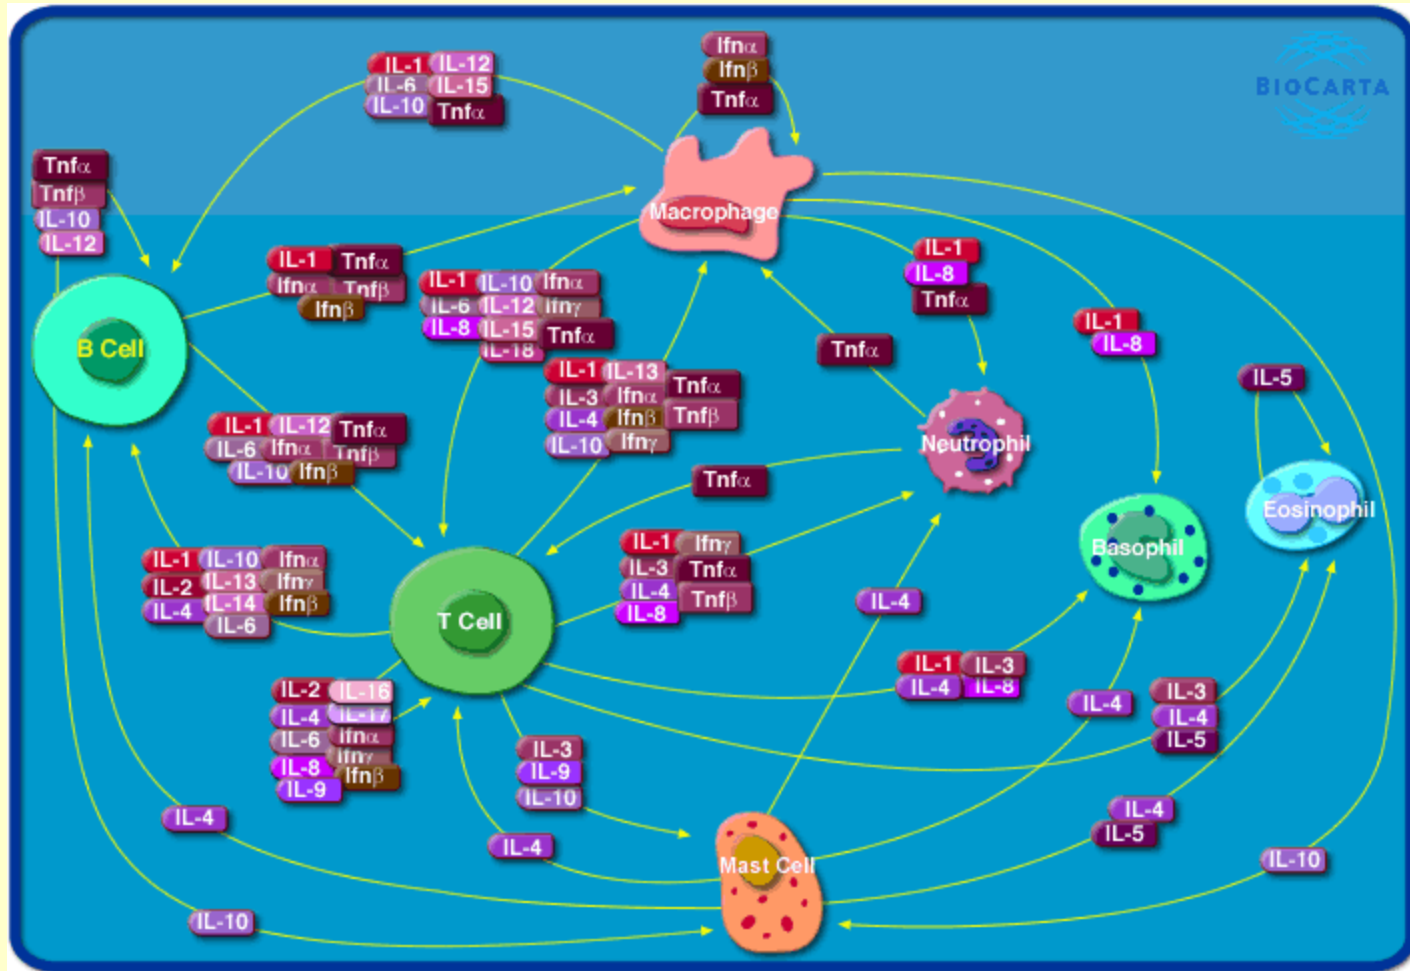 BIOCARTA
Ifnα
Ifnβ
Tnfα
IL-1 IL-12
IL-6 IL-15
IL-10 Tnfα
Tnfα
Tnfβ
IL-10
IL-12
Macrophage
IL-1 Tnfα
Ifnα Tnfβ
Ifnβ
IL-1 IL-10 Ifnα
IL-6 IL-12 Ifnγ
IL-8 IL-15 Tnfα
IL-18
IL-1
IL-8
Tnfα
IL-1
IL-8
Tnfα
B Cell
IL-1 IL-13 Tnfα
IL-3 Ifnα
IL-4 Ifnβ Tnfβ
IL-10 Ifnγ
IL-5
IL-1 IL-12 Tnfα
IL-6 Ifnα Tnfβ
IL-10 Ifnβ
Neutrophil
Tnfα
Eosinophil
Basophil
IL-1 IL-10 Ifnα
IL-2 IL-13 Ifnγ
IL-4 IL-14 Ifnβ
IL-6
IL-1 Ifnγ
IL-3 Tnfα
IL-4 Tnfβ
IL-8
T Cell
IL-4
IL-1 IL-3
IL-4 IL-8
IL-2 IL-16
IL-4 IL-17
IL-6 Ifnα
Ifnγ
IL-8 Ifnβ
IL-9
IL-3
IL-9
IL-10
IL-4
IL-3
IL-4
IL-5
IL-4
IL-4
IL-4
IL-5
Mast Cell
IL-10
IL-10